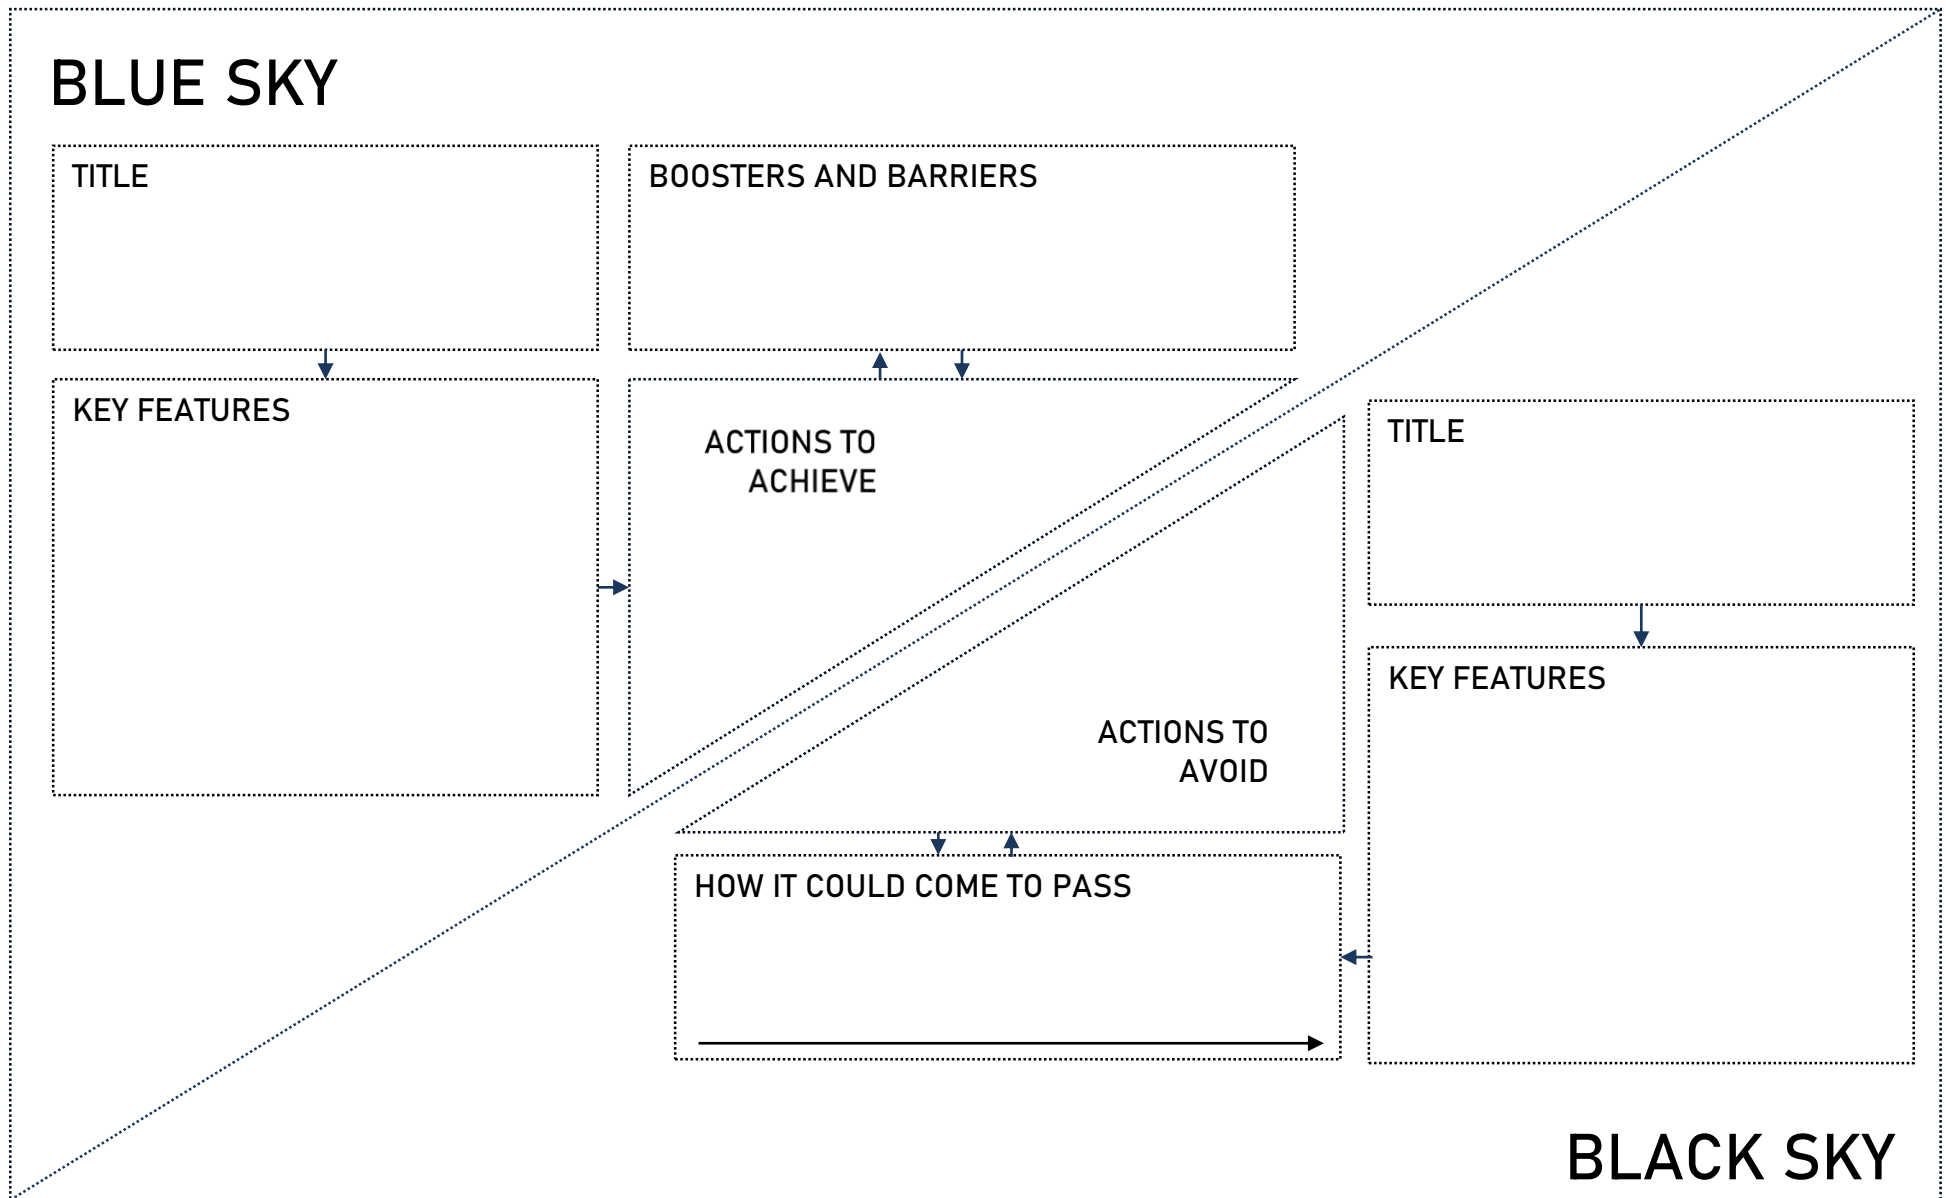 BLUE SKY
TITLE
BOOSTERS AND BARRIERS
KEY FEATURES
ACTIONS TO
ACHIEVE
TITLE
KEY FEATURES
ACTIONS TO
AVOID
HOW IT COULD COME TO PASS
BLACK SKY